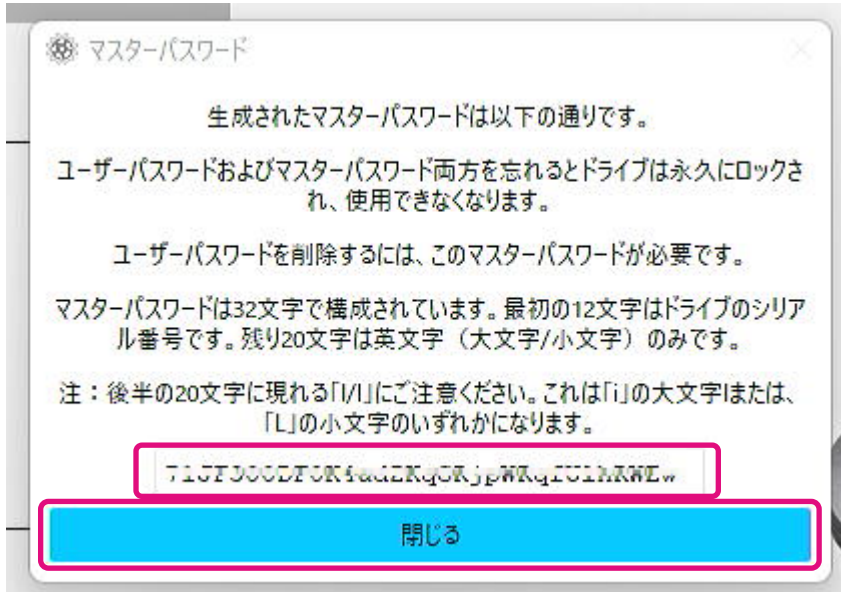 マスターパスワード
生成されたマスターパスワードは以下の通りです。
ユーザーパスワードおよびマスターパスワード両方を忘れるとドライブは永久にロックさ
れ、使用できなくなります。
ユーザーパスワードを削除するには、このマスターパスワードが必要です。
マスターパスワードは32文字で構成されています。最初の12文字はドライブのシリア
ル番号です。残り20文字は英文字（大文字/小文字）のみです。
注：後半の20文字に現れる「I/l」にご注意ください。これは「i」の大文字Iまたは、
「L」の小文字のいずれかになります。
閉じる